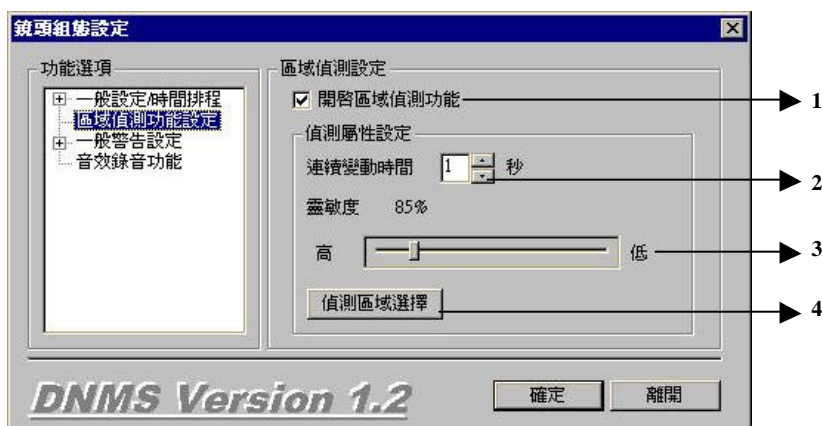 鏡頭組態設定
功能選項
一般設定/時間排程
區域偵測功能設定
一般警告設定
音效錄音功能
區域偵測設定
開啓區域偵測功能
1
偵測屬性設定
連續變動時間 1 秒
2
靈敏度 85%
高 低
3
偵測區域選擇
4
DNMS Version 1.2
確定
離開